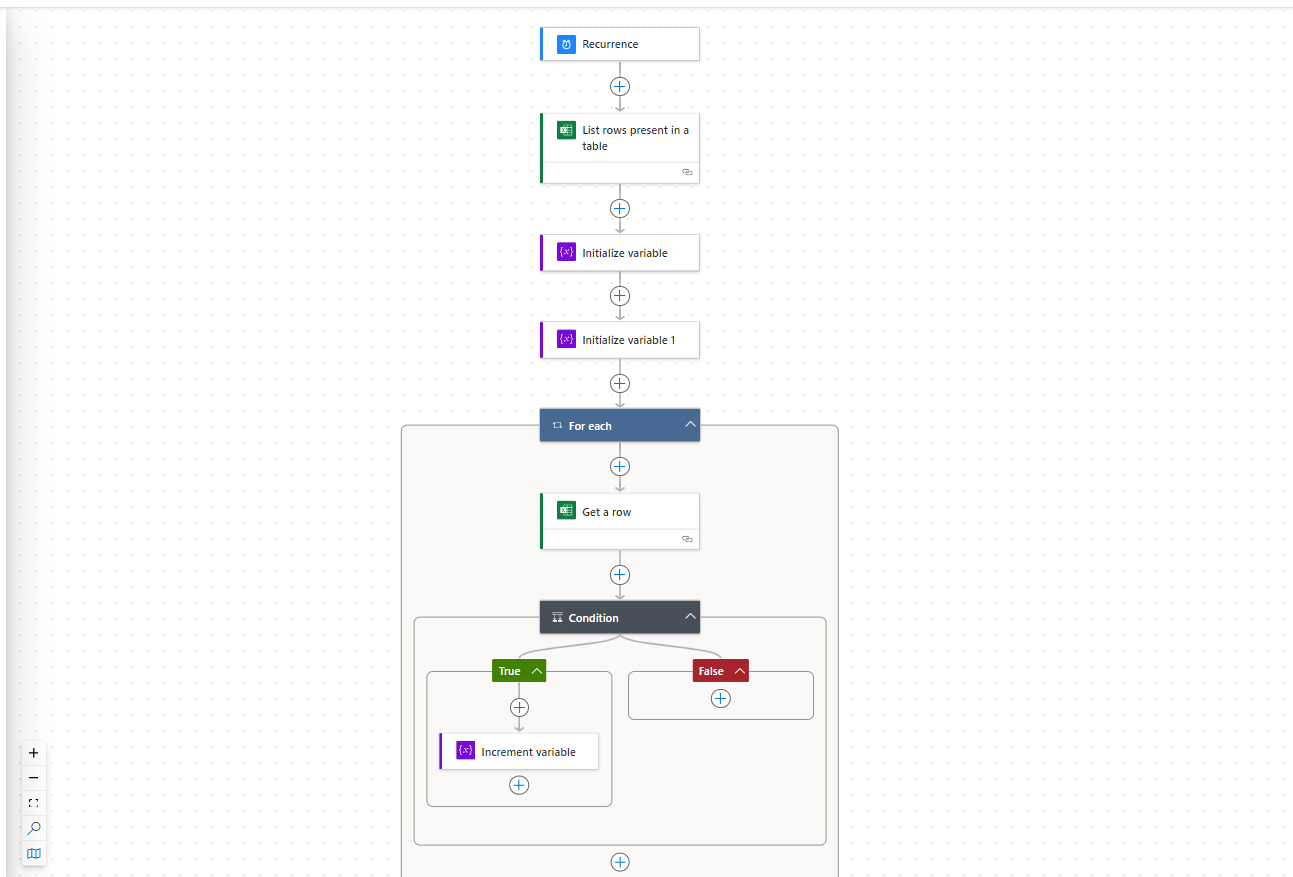 Recurrence
List rows present in a
table
Initialize variable
Initialize variable 1
For each
Get a row
Condition
True
False
Increment variable